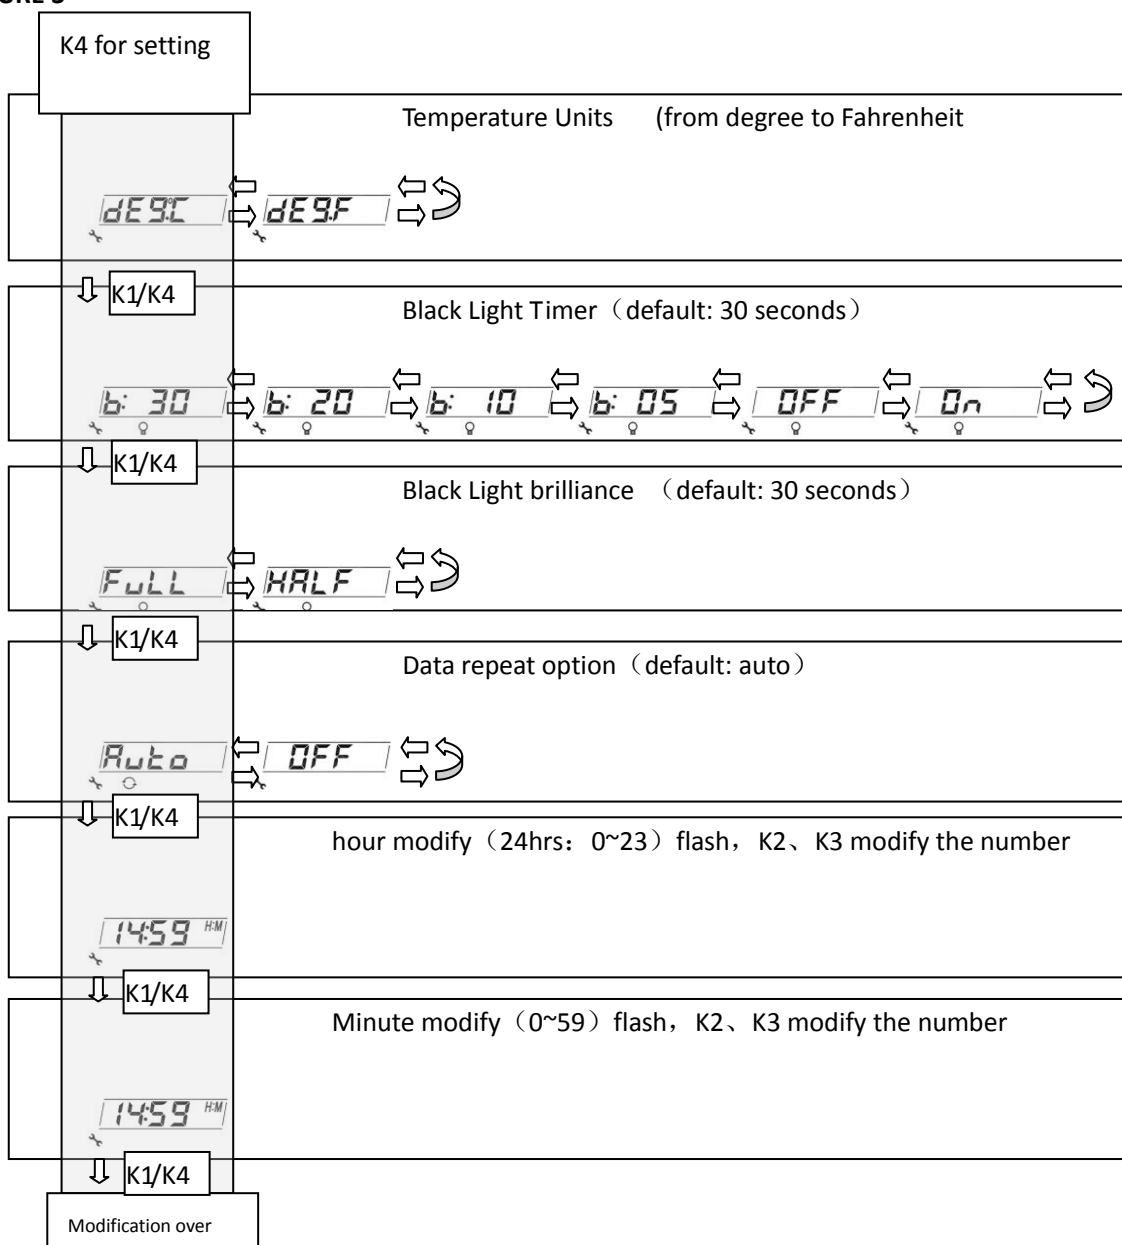 K4 for setting
Temperature Units (from degree to Fahrenheit
dEG.°C dEG.F
K1/K4
Black Light Timer（default: 30 seconds）
b: 30 b: 20 b: 10 b: 05 OFF On
K1/K4
Black Light brilliance （default: 30 seconds）
FuLL HALF
K1/K4
Data repeat option（default: auto）
Auto OFF
K1/K4
hour modify（24hrs：0~23）flash，K2、K3 modify the number
14:59 H:M
K1/K4
Minute modify（0~59）flash，K2、K3 modify the number
14:59 H:M
K1/K4
Modification over